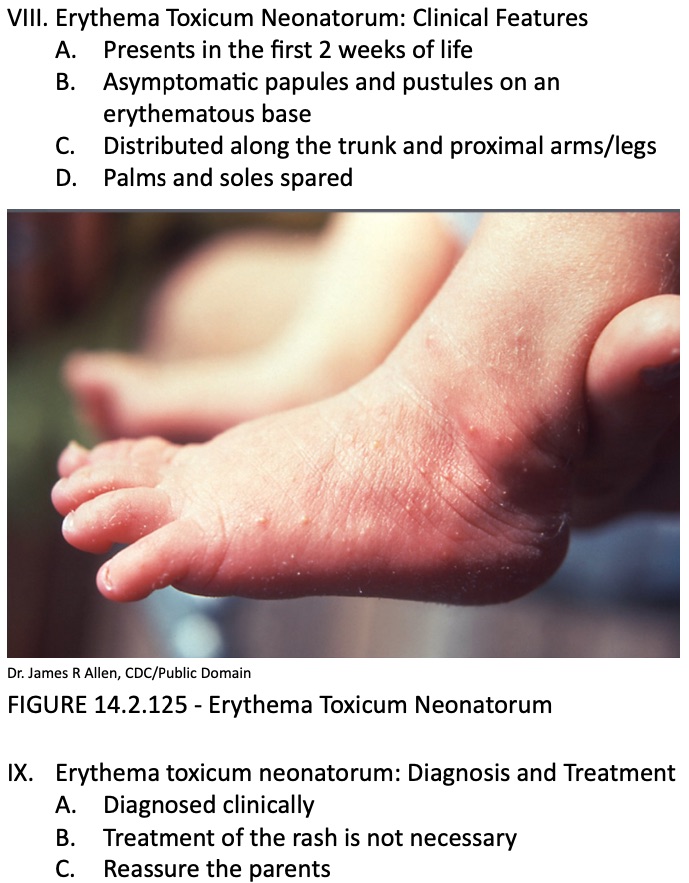 VIII. Erythema Toxicum Neonatorum: Clinical Features
A. Presents in the first 2 weeks of life
B. Asymptomatic papules and pustules on an
erythematous base
C. Distributed along the trunk and proximal arms/legs
D. Palms and soles spared
Dr. James R Allen, CDC/Public Domain
FIGURE 14.2.125 - Erythema Toxicum Neonatorum
IX. Erythema toxicum neonatorum: Diagnosis and Treatment
A. Diagnosed clinically
B. Treatment of the rash is not necessary
C. Reassure the parents